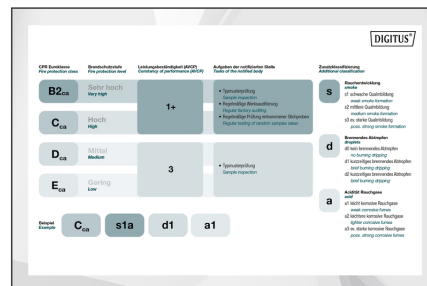 DIGITUS®
CPR Euroklasse
Fire protection class
Brandschutzstufe
Fire protection level
Leistungsbeständigkeit (AVCP)
Constancy of performance (AVCP)
Aufgaben der notifizierten Stelle
Tasks of the notified body
Zusatzklassifizierung
Additional classification
B2ca
Sehr hoch
Very high
Cca
Hoch
High
1+
• Typmusterprüfung
Sample inspection
• Regelmäßige Werksauditierung
Regular factory auditing
• Regelmäßige Prüfung entnommener Stichproben
Regular testing of random samples taken
Dca
Mittel
Medium
Eca
Gering
Low
3
• Typmusterprüfung
Sample inspection
s
Rauchentwicklung
smoke
s1 schwache Qualmbildung
weak smoke formation
s2 mittlere Qualmbildung
medium smoke formation
s3 ev. starke Qualmbildung
poss. strong smoke formation
d
Brennendes Abtropfen
droplets
d0 kein brennendes Abtropfen
no burning dripping
d1 kurzzeitiges brennendes Abtropfen
brief burning dripping
d2 kurzzeitiges brennendes Abtropfen
brief burning dripping
a
Acidität Rauchgase
acid
a1 leicht korrosive Rauchgase
weak corrosive fumes
a2 leichtere korrosive Rauchgase
lighter corrosive fumes
a3 ev. starke korrosive Rauchgase
poss. strong corrosive fumes
Beispiel
Example
Cca
s1a
d1
a1